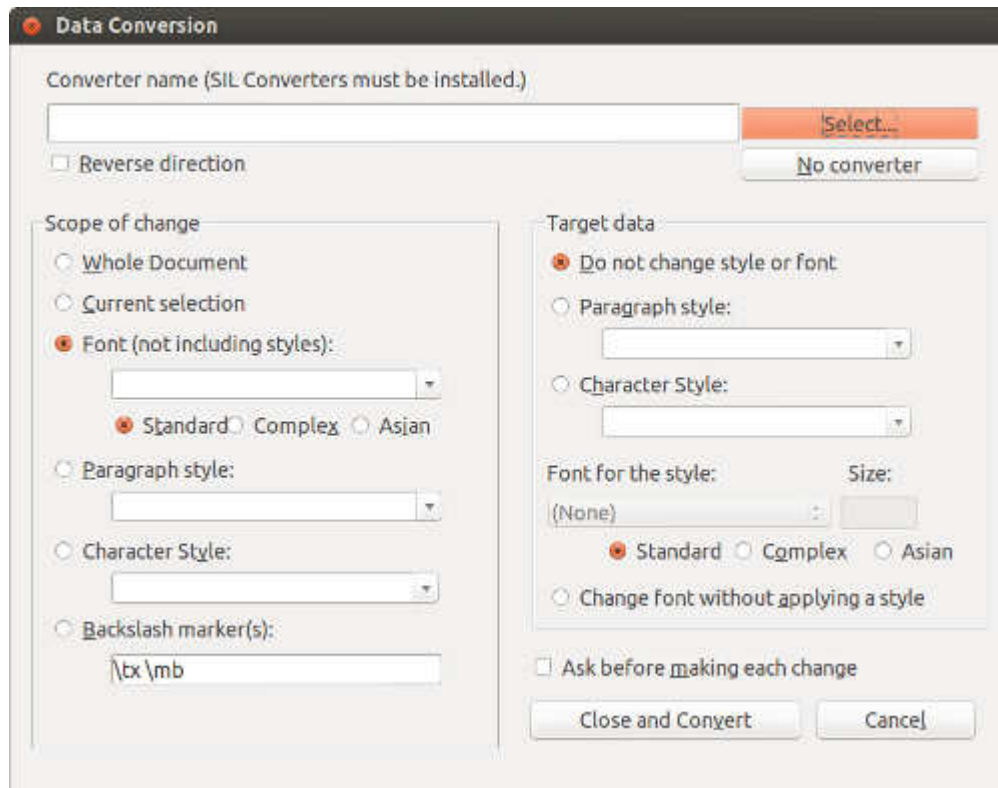 Data Conversion
Converter name (SIL Converters must be installed.)
Select...
Reverse direction
No converter
Scope of change
Whole Document
Current selection
Font (not including styles):
Standard Complex Asian
Paragraph style:
Character Style:
Backslash marker(s):
\tx \mb
Target data
Do not change style or font
Paragraph style:
Character Style:
Font for the style: Size:
(None)
Standard Complex Asian
Change font without applying a style
Ask before making each change
Close and Convert Cancel